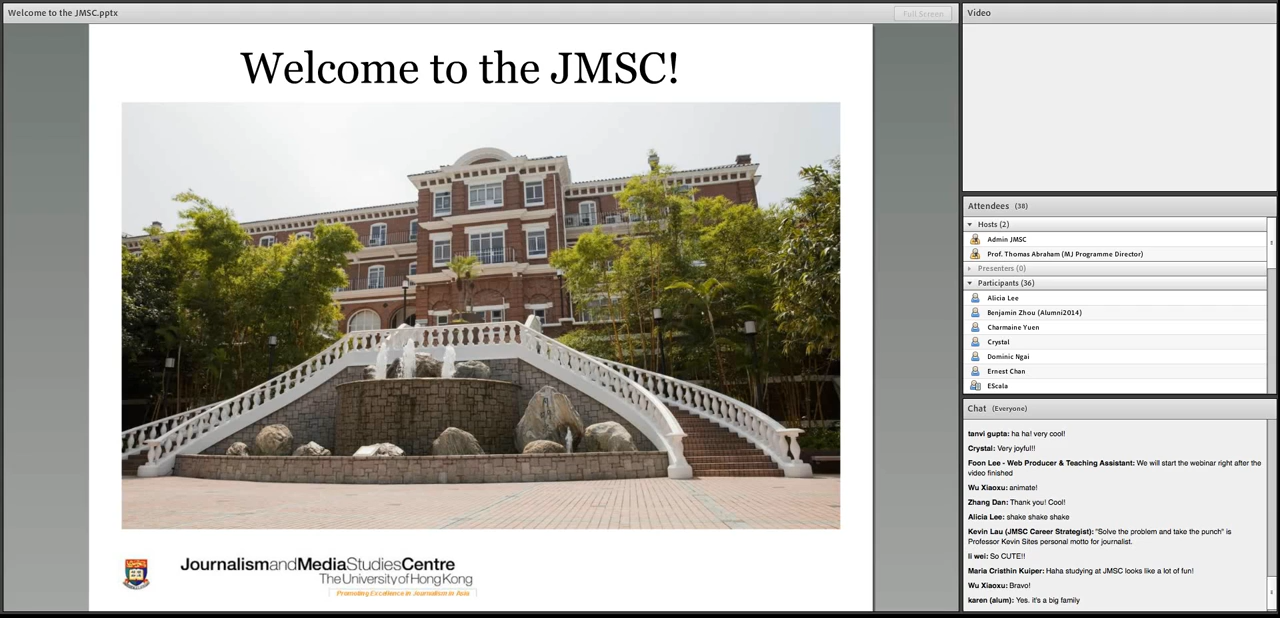 Welcome to the JMSC.pptx
Full Screen
Welcome to the JMSC!
JournalismandMediaStudiesCentre
The University of Hong Kong
Promoting Excellence in Journalism in Asia
Video
Attendees (38)
Hosts (2)
Admin JMSC
Prof. Thomas Abraham (MJ Programme Director)
Presenters (0)
Participants (36)
Alicia Lee
Benjamin Zhou (Alumni2014)
Charmaine Yuen
Crystal
Dominic Ngai
Ernest Chan
EScala
Chat (Everyone)
tanvi gupta: ha ha! very cool!
Crystal: Very joyful!!
Foon Lee - Web Producer & Teaching Assistant: We will start the webinar right after the
video finished
Wu Xiaoxu: animate!
Zhang Dan: Thank you! Cool!
Alicia Lee: shake shake shake
Kevin Lau (JMSC Career Strategist): "Solve the problem and take the punch" is
Professor Kevin Sites personal motto for journalist.
li wei: So CUTE!!
Maria Cristhin Kuiper: Haha studying at JMSC looks like a lot of fun!
Wu Xiaoxu: Bravo!
karen (alum): Yes. it's a big family